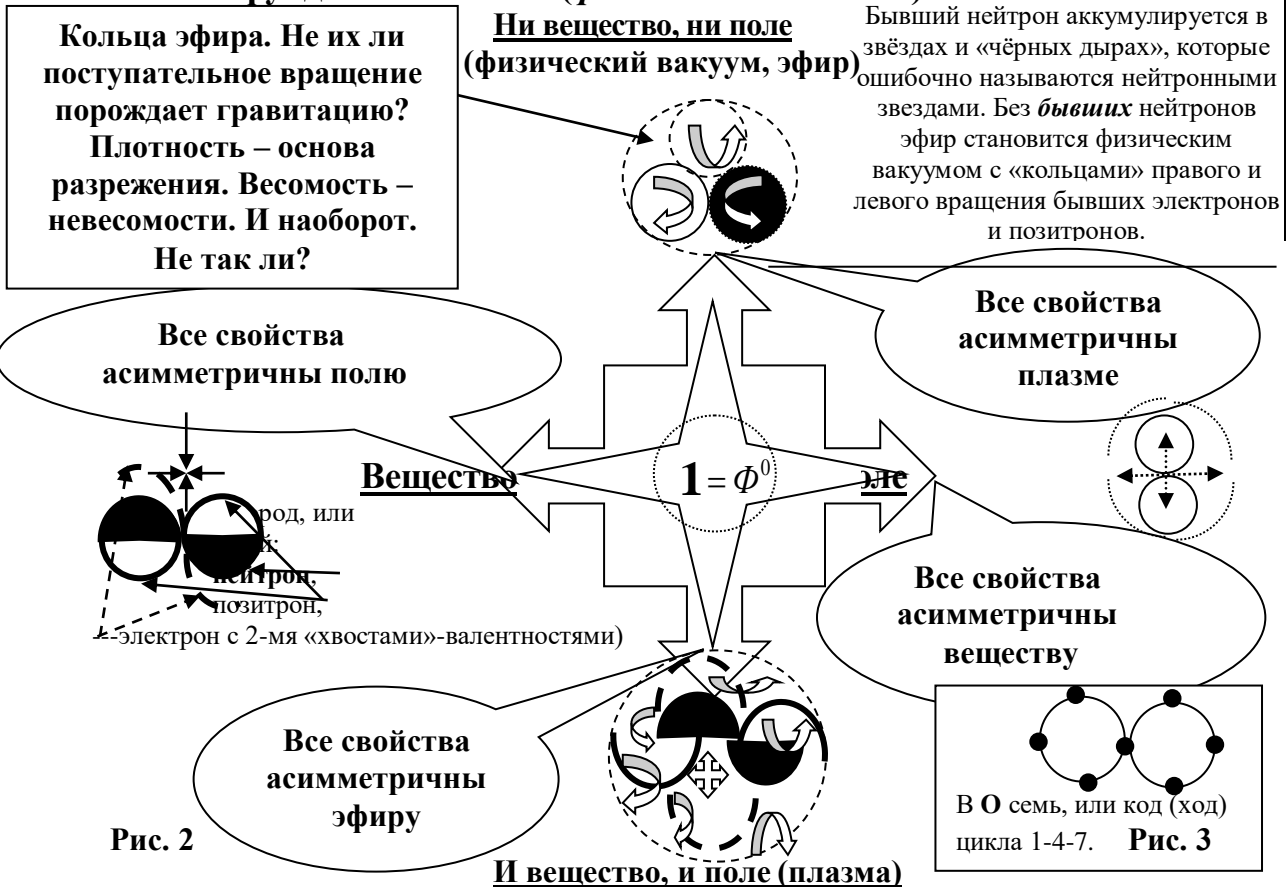 Ни вещество, ни поле
(физический вакуум, эфир)
Кольца эфира. Не их ли
поступательное вращение
порождает гравитацию?
Плотность – основа
разрежения. Весомость –
невесомости. И наоборот.
Не так ли?
Бывший нейтрон аккумулируется в
звёздах и «чёрных дырах», которые
ошибочно называются нейтронными
звездами. Без бывших нейтронов
эфир становится физическим
вакуумом с «кольцами» правого и
левого вращения бывших электронов
и позитронов.
Все свойства
асимметричны полю
Все свойства
асимметричны
плазме
Вещество
1 = Ф⁰
оле
род, или
й:
нейтрон,
позитрон,
---электрон с 2-мя «хвостами»-валентностями)
Все свойства
асимметричны
веществу
Все свойства
асимметричны
эфиру
В О семь, или код (ход)
цикла 1-4-7. Рис. 3
Рис. 2
И вещество, и поле (плазма)